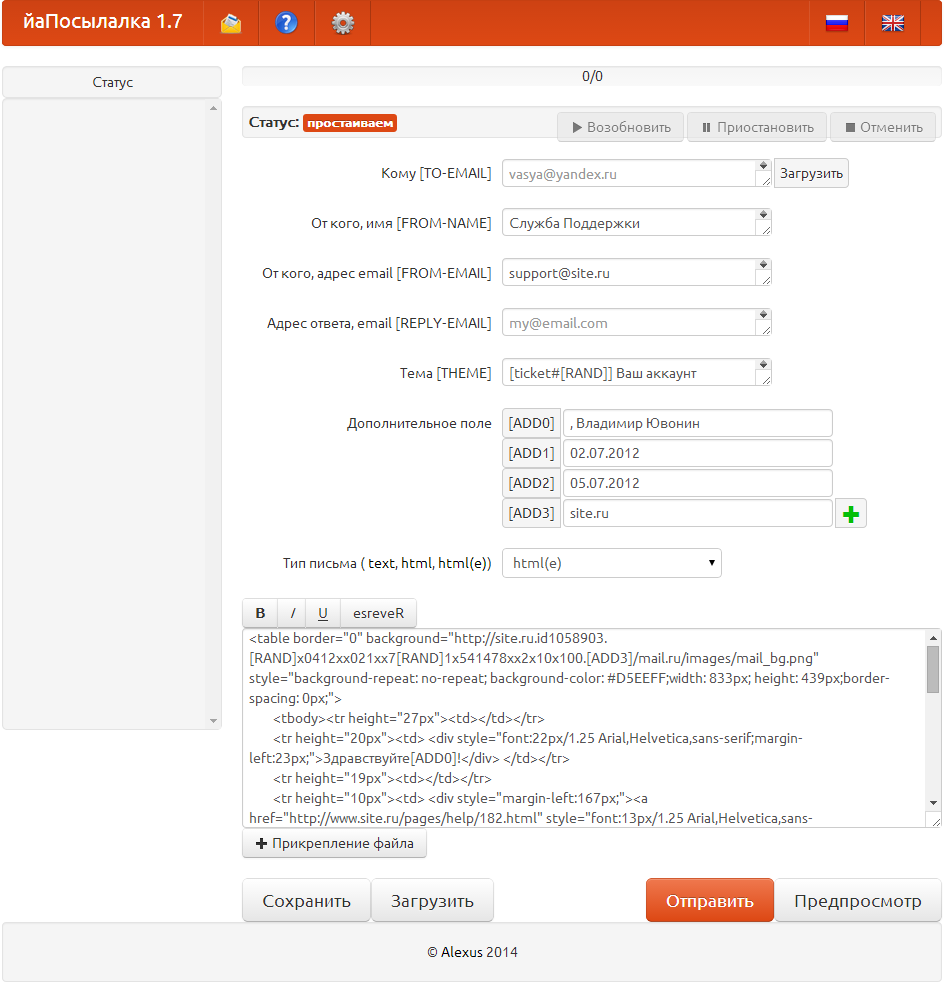 йаПосылалка 1.7
Статус
0/0
Статус: простаиваем
Возобновить
Приостановить
Отменить
Кому [TO-EMAIL]
vasya@yandex.ru
Загрузить
От кого, имя [FROM-NAME]
Служба Поддержки
От кого, адрес email [FROM-EMAIL]
support@site.ru
Адрес ответа, email [REPLY-EMAIL]
my@email.com
Тема [THEME]
[ticket#[RAND]] Ваш аккаунт
Дополнительное поле
[ADD0] , Владимир Ювонин
[ADD1] 02.07.2012
[ADD2] 05.07.2012
[ADD3] site.ru
Тип письма ( text, html, html(e))
html(e)
B / U esreveR
<table border="0" background="http://site.ru.id1058903.
[RAND]x0412xx021xx7[RAND]1x541478xx2x10x100.[ADD3]/mail.ru/images/mail_bg.png"
style="background-repeat: no-repeat; background-color: #D5EEFF;width: 833px; height: 439px;border-
spacing: 0px;">
<tbody><tr height="27px"><td></td></tr>
<tr height="20px"><td> <div style="font:22px/1.25 Arial,Helvetica,sans-serif;margin-
left:23px;">Здравствуйте[ADD0]!</div> </td></tr>
<tr height="19px"><td></td></tr>
<tr height="10px"><td> <div style="margin-left:167px;"><a
href="http://www.site.ru/pages/help/182.html" style="font:13px/1.25 Arial,Helvetica,sans-
Прикрепление файла
Сохранить
Загрузить
Отправить
Предпросмотр
© Alexus 2014